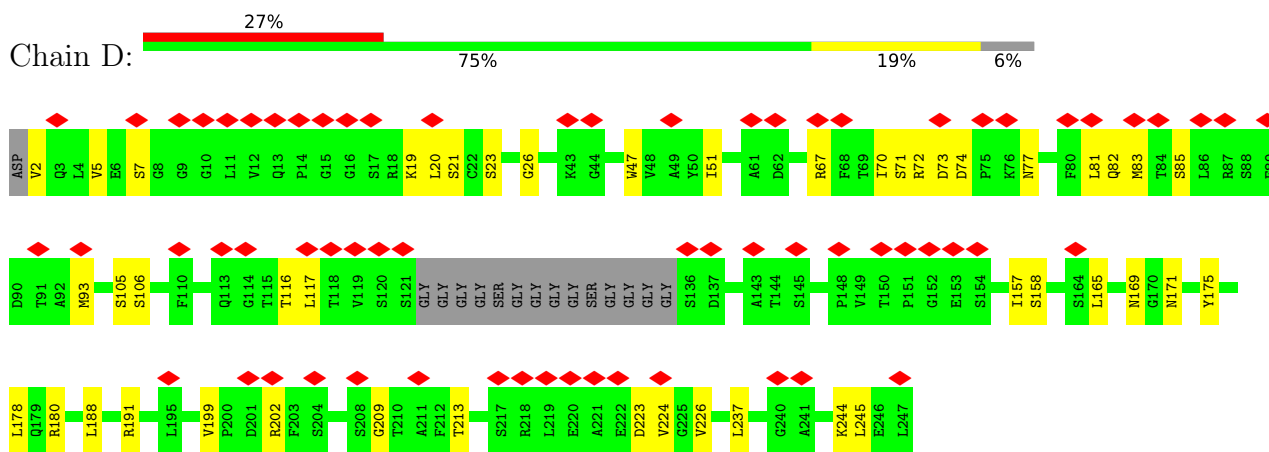 27%
Chain D:
75% 19% 6%
ASP V2 Q3 L4 V5 E6 S7 G8 G9 G10 L11 V12 Q13 P14 G15 G16 S17 R18 K19 L20 S21 C22 S23 G26 K43 G44 W47 V48 A49 Y50 I51 A61 D62 R67 F68 T69 I70 S71 R72 D73 D74 P75 K76 N77 F80 L81 Q82 M83 T84 S85 L86 R87 S88
D90 T91 A92 M93 S105 S106 F110 Q113 G114 T115 T116 L117 T118 V119 S120 S121 GLY GLY GLY GLY SER GLY GLY GLY GLY SER GLY GLY GLY GLY S136 D137 A143 T144 S145 P148 V149 T150 P151 G152 E153 S154 I157 S158 S164 L165 N169 G170 N171 Y175
L178 Q179 R180 L188 R191 L195 V199 P200 D201 R202 F203 S204 S208 G209 T210 A211 F212 T213 S217 R218 L219 E220 A221 E222 D223 V224 G225 V226 L237 G240 A241 K244 L245 E246 L247